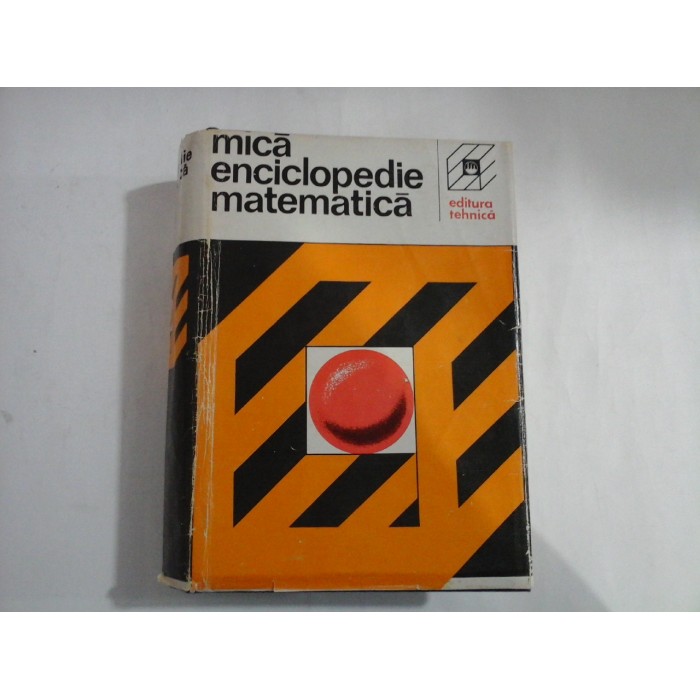 mică
enciclopedie
matematică
editura
tehnică